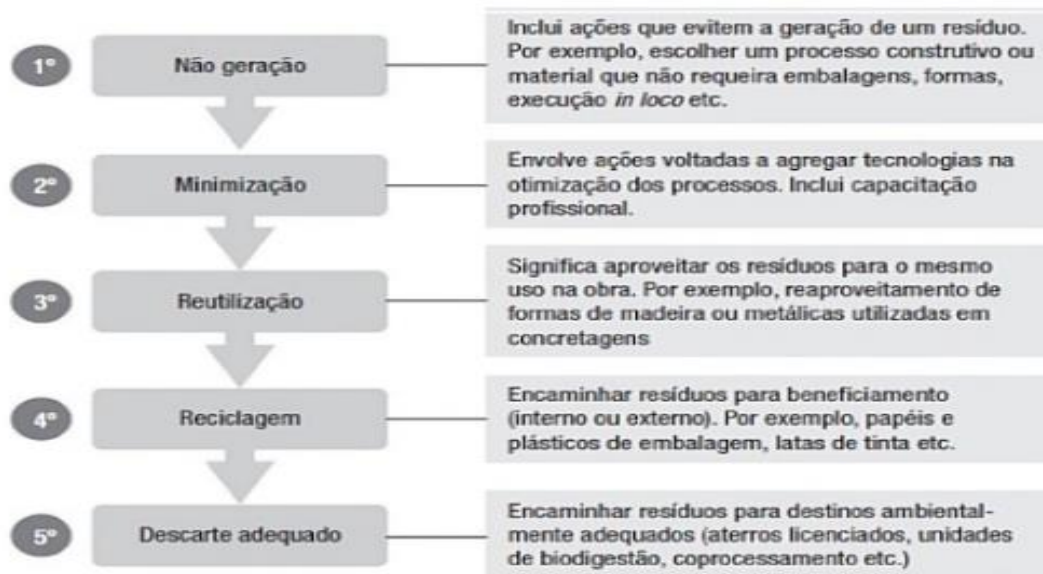 1º
Não geração
Inclui ações que evitem a geração de um resíduo.
Por exemplo, escolher um processo construtivo ou
material que não requeira embalagens, formas,
execução in loco etc.
2º
Minimização
Envolve ações voltadas a agregar tecnologias na
otimização dos processos. Inclui capacitação
profissional.
3º
Reutilização
Significa aproveitar os resíduos para o mesmo
uso na obra. Por exemplo, reaproveitamento de
formas de madeira ou metálicas utilizadas em
concretagens
4º
Reciclagem
Encaminhar resíduos para beneficiamento
(interno ou externo). Por exemplo, papéis e
plásticos de embalagem, latas de tinta etc.
5º
Descarte adequado
Encaminhar resíduos para destinos ambiental-
mente adequados (aterros licenciados, unidades
de biodigestão, coprocessamento etc.)